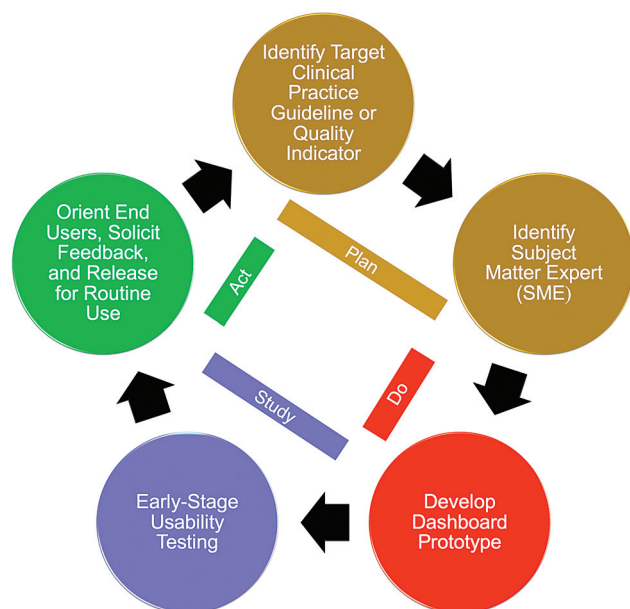 Identify Target
Clinical
Practice
Guideline or
Quality
Indicator
Identify
Subject
Matter Expert
(SME)
Develop
Dashboard
Prototype
Early-Stage
Usability
Testing
Orient End
Users, Solicit
Feedback,
and Release
for Routine
Use
Plan
Do
Study
Act